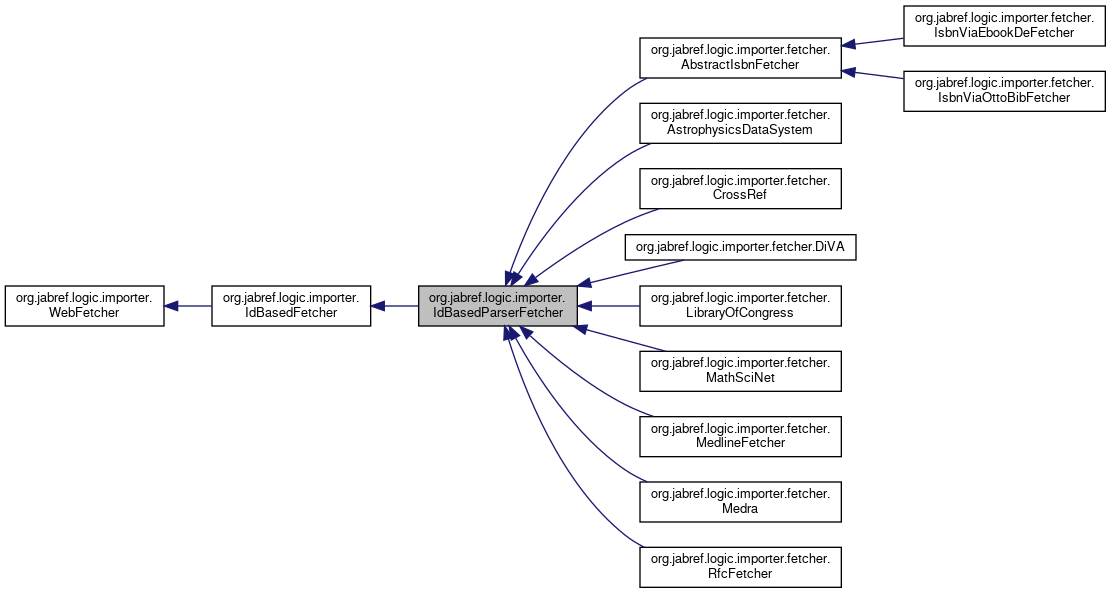 org.jabref.logic.importer.
WebFetcher
org.jabref.logic.importer.
IdBasedFetcher
org.jabref.logic.importer.
IdBasedParserFetcher
org.jabref.logic.importer.fetcher.
AbstractIsbnFetcher
org.jabref.logic.importer.fetcher.
IsbnViaEbookDeFetcher
org.jabref.logic.importer.fetcher.
IsbnViaOttoBibFetcher
org.jabref.logic.importer.fetcher.
AstrophysicsDataSystem
org.jabref.logic.importer.fetcher.
CrossRef
org.jabref.logic.importer.fetcher.DiVA
org.jabref.logic.importer.fetcher.
LibraryOfCongress
org.jabref.logic.importer.fetcher.
MathSciNet
org.jabref.logic.importer.fetcher.
MedlineFetcher
org.jabref.logic.importer.fetcher.
Medra
org.jabref.logic.importer.fetcher.
RfcFetcher